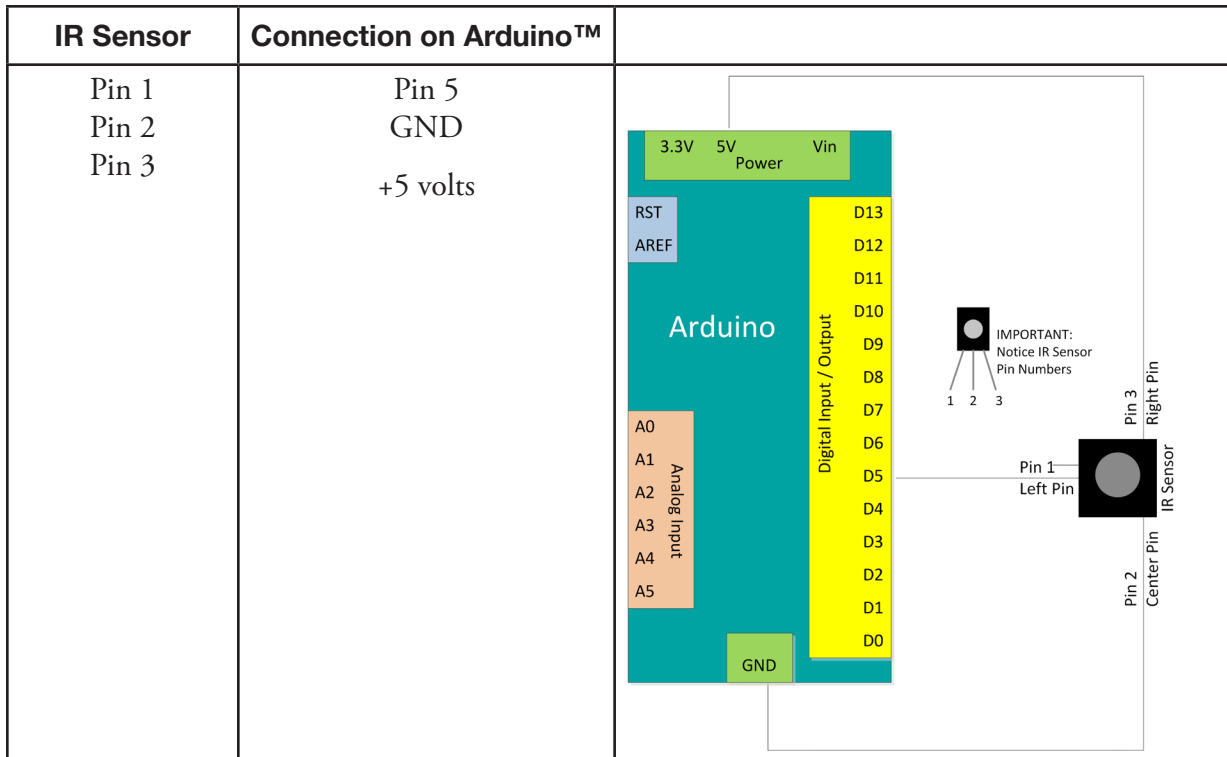 IR Sensor
Connection on Arduino™
Pin 1
Pin 2
Pin 3
Pin 5
GND
+5 volts
3.3V 5V Vin
Power
RST
AREF
Arduino
A0
A1
A2
A3
A4
A5
Analog Input
Digital Input / Output
D13
D12
D11
D10
D9
D8
D7
D6
D5
D4
D3
D2
D1
D0
GND
IMPORTANT:
Notice IR Sensor
Pin Numbers
1 2 3
Pin 3
Right Pin
Pin 1
Left Pin
IR Sensor
Pin 2
Center Pin